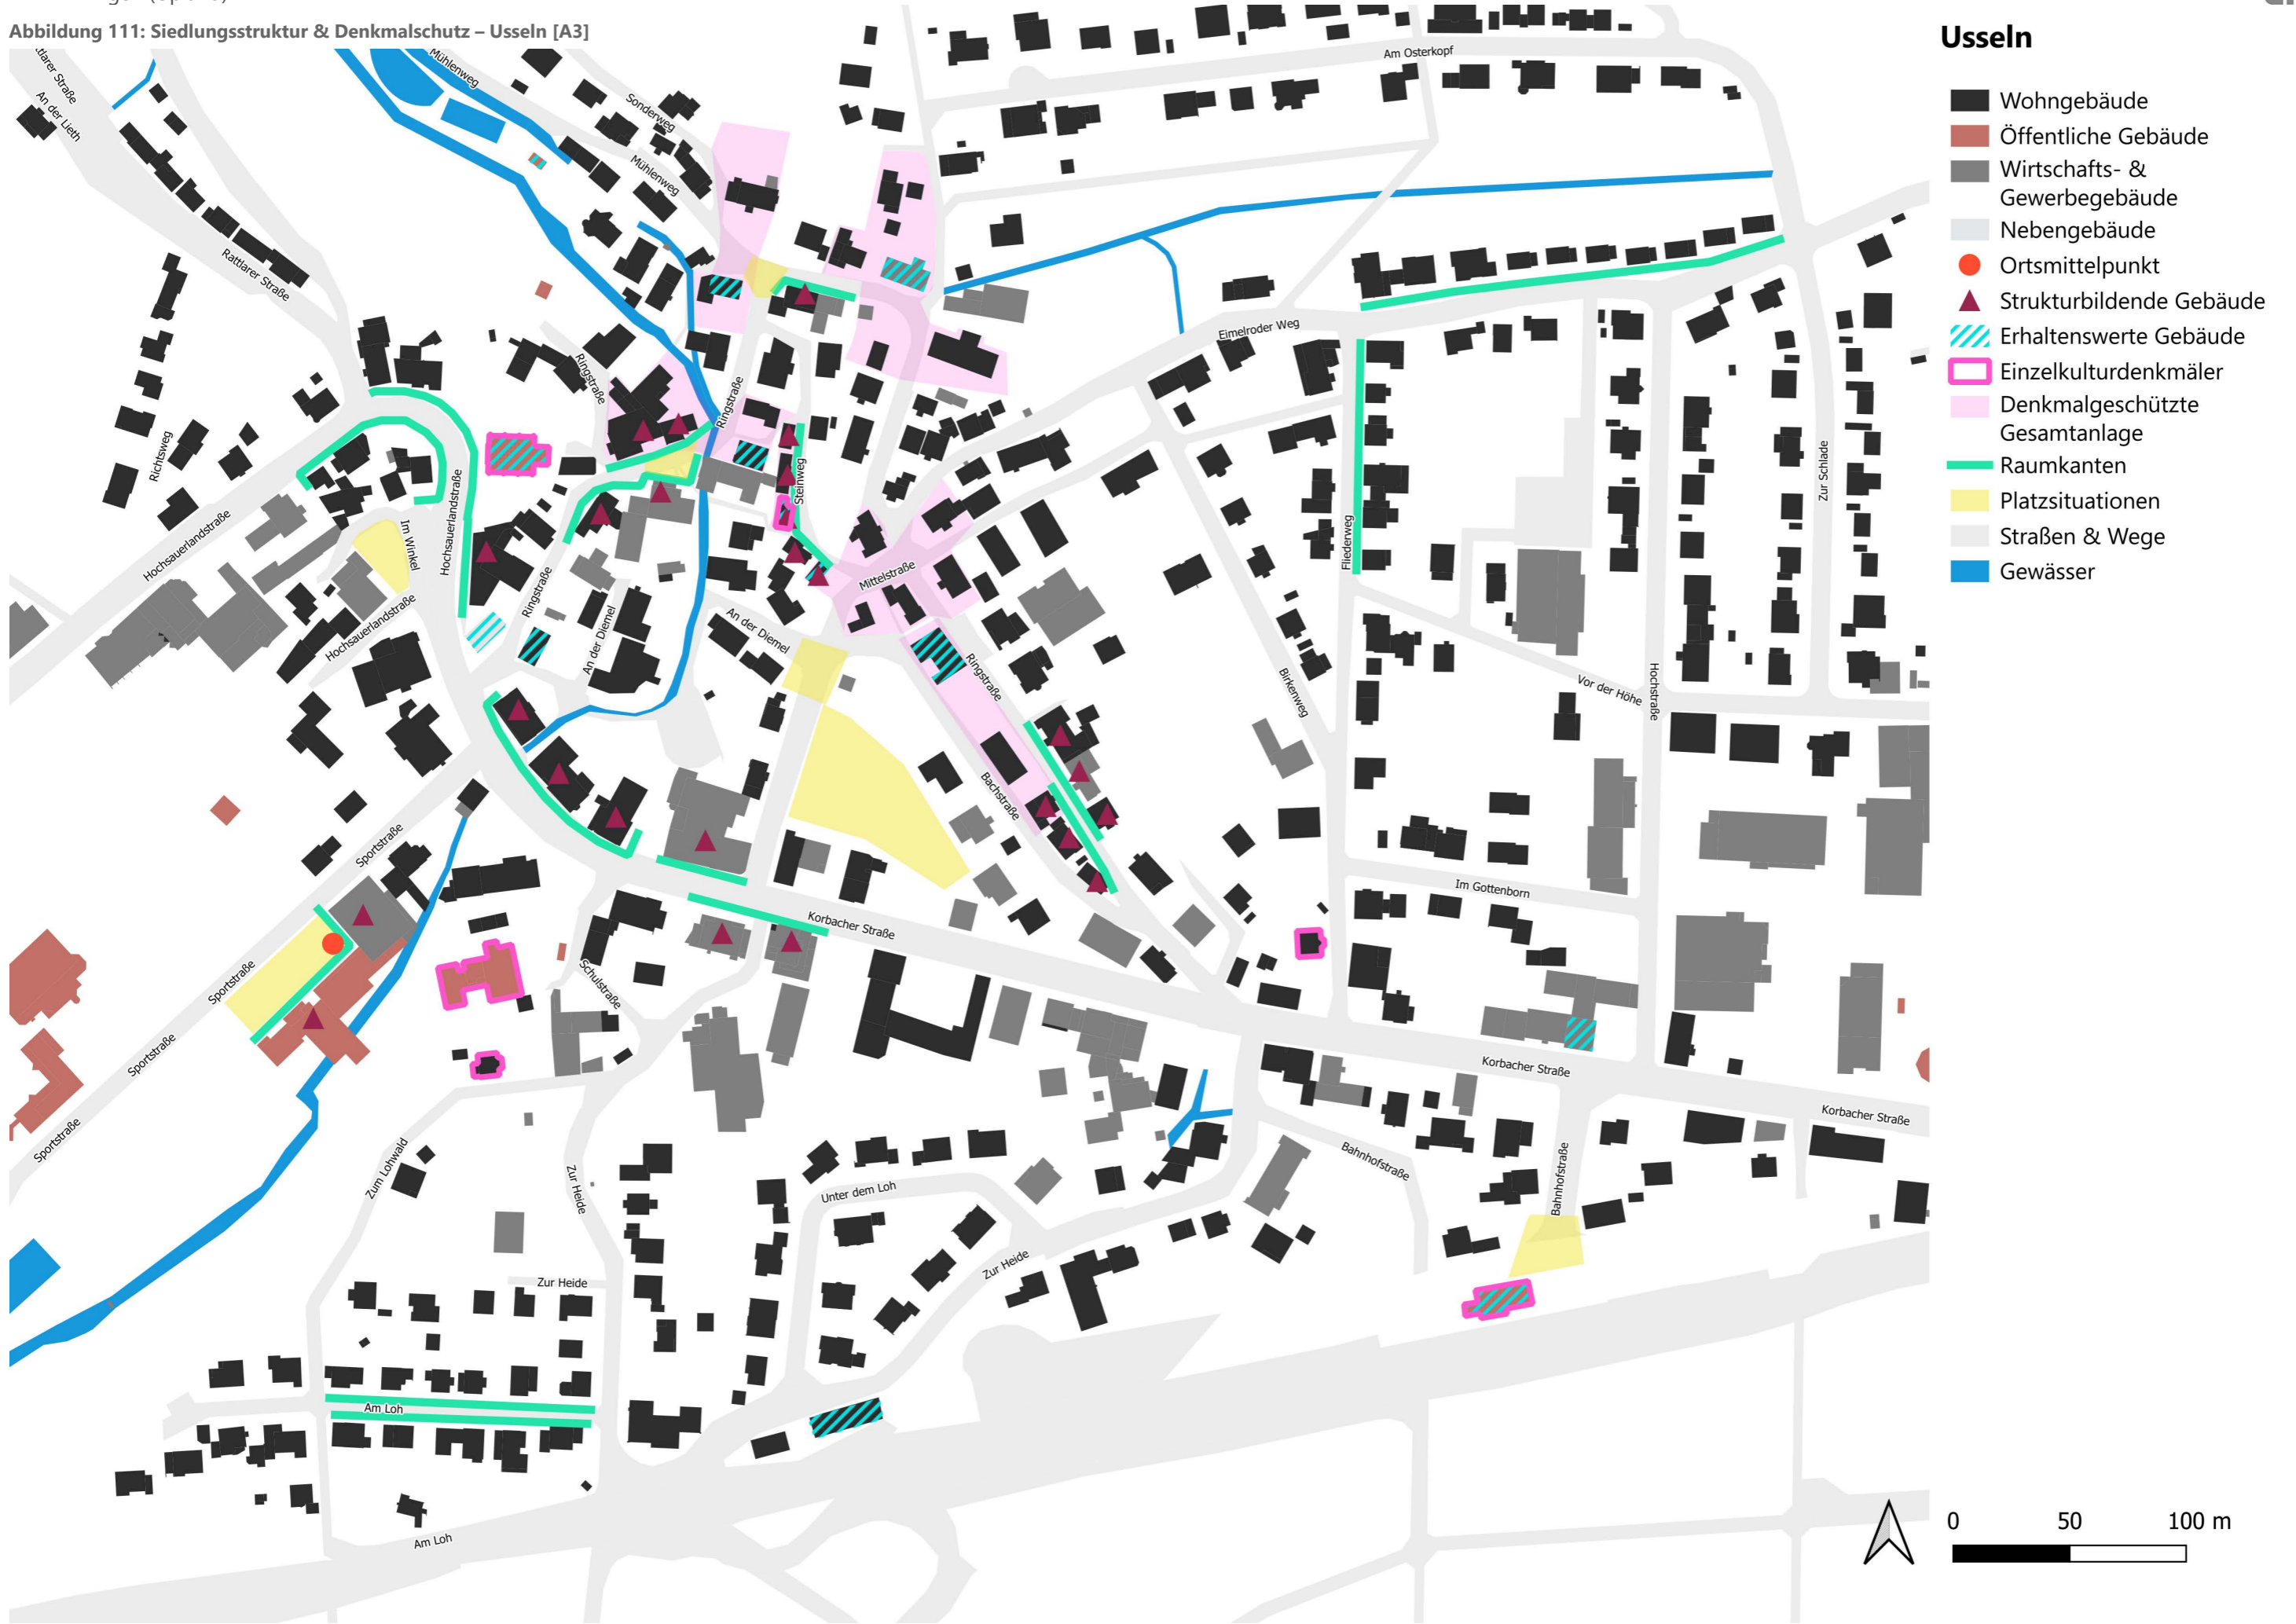 Abbildung 111: Siedlungsstruktur & Denkmalschutz – Usseln [A3]
Usseln
Wohngebäude
Öffentliche Gebäude
Wirtschafts- &
Gewerbegebäude
Nebengebäude
Ortsmittelpunkt
Strukturbildende Gebäude
Erhaltenswerte Gebäude
Einzelkulturdenkmäler
Denkmalgeschützte
Gesamtanlage
Raumkanten
Platzsituationen
Straßen & Wege
Gewässer
Mühlenweg
Am Osterkopf
An der Lieth
Sonderweg
Mühlenweg
Rattlarer Straße
Eimelroder Weg
Ringstraße
Ringstraße
Richtsweg
Steinweg
Zur Schlade
Hochsauerlandstraße
Hochsauerlandstraße
Im Winkel
Fliederweg
Mittelstraße
Ringstraße
Hochsauerlandstraße
An der Diemel
An der Diemel
Ringstraße
Birkenweg
Vor der Höhe
Hochstraße
Bachstraße
Sportstraße
Im Gottenborn
Korbacher Straße
Sportstraße
Schulstraße
Sportstraße
Korbacher Straße
Korbacher Straße
Sportstraße
Zum Lohwald
Zur Heide
Unter dem Loh
Bahnhofstraße
Bahnhofstraße
Zur Heide
Zur Heide
Am Loh
Am Loh
0 50 100 m